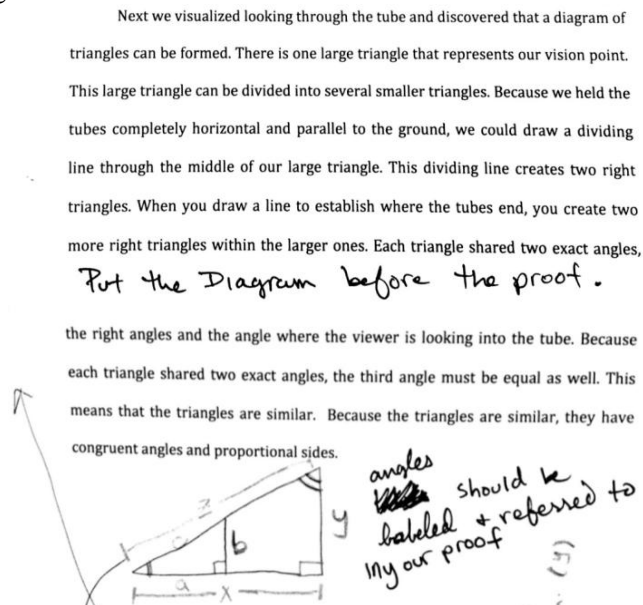 Next we visualized looking through the tube and discovered that a diagram of
triangles can be formed. There is one large triangle that represents our vision point.
This large triangle can be divided into several smaller triangles. Because we held the
tubes completely horizontal and parallel to the ground, we could draw a dividing
line through the middle of our large triangle. This dividing line creates two right
triangles. When you draw a line to establish where the tubes end, you create two
more right triangles within the larger ones. Each triangle shared two exact angles,
Put the Diagram before the proof.
the right angles and the angle where the viewer is looking into the tube. Because
each triangle shared two exact angles, the third angle must be equal as well. This
means that the triangles are similar. Because the triangles are similar, they have
congruent angles and proportional sides.
angles
should be
labeled + referred to
in your proof
z
c
b
y
a
x